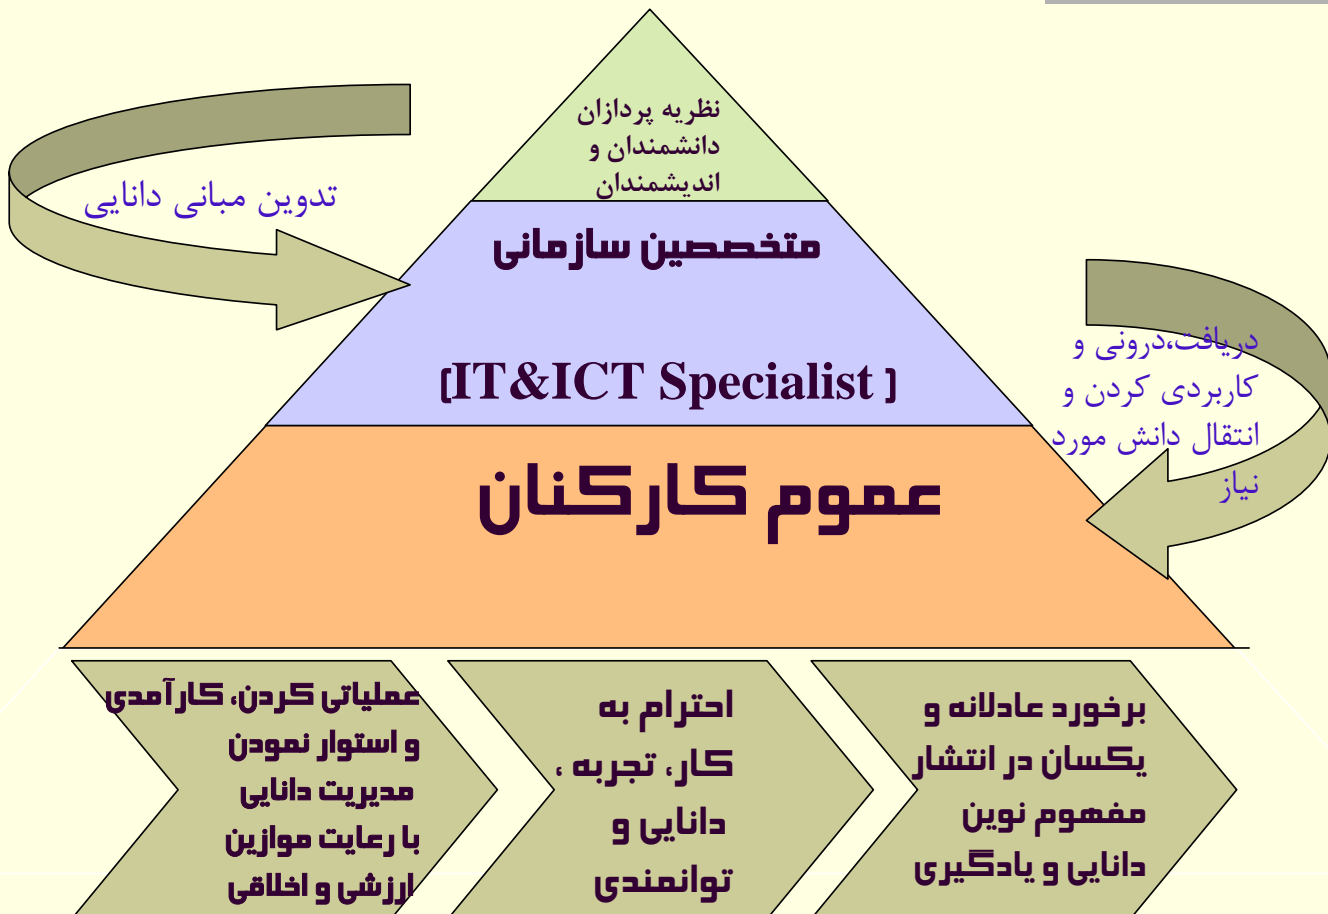 نظریه پردازان
دانشمندان و
اندیشمندان
تدوین مبانی دانایی
متخصصین سازمانی
[IT&ICT Specialist ]
دریافت،درونی و
کاربردی کردن و
انتقال دانش مورد
نیاز
عموم کارکنان
برخورد عادلانه و
یکسان در انتشار
مفهوم نوین
دانایی و یادگیری
احترام به
کار، تجربه ،
دانایی و
توانمندی
عملیاتی کردن، کارآمدی
و استوار نمودن
مدیریت دانایی
با رعایت موازین
ارزشی و اخلاقی